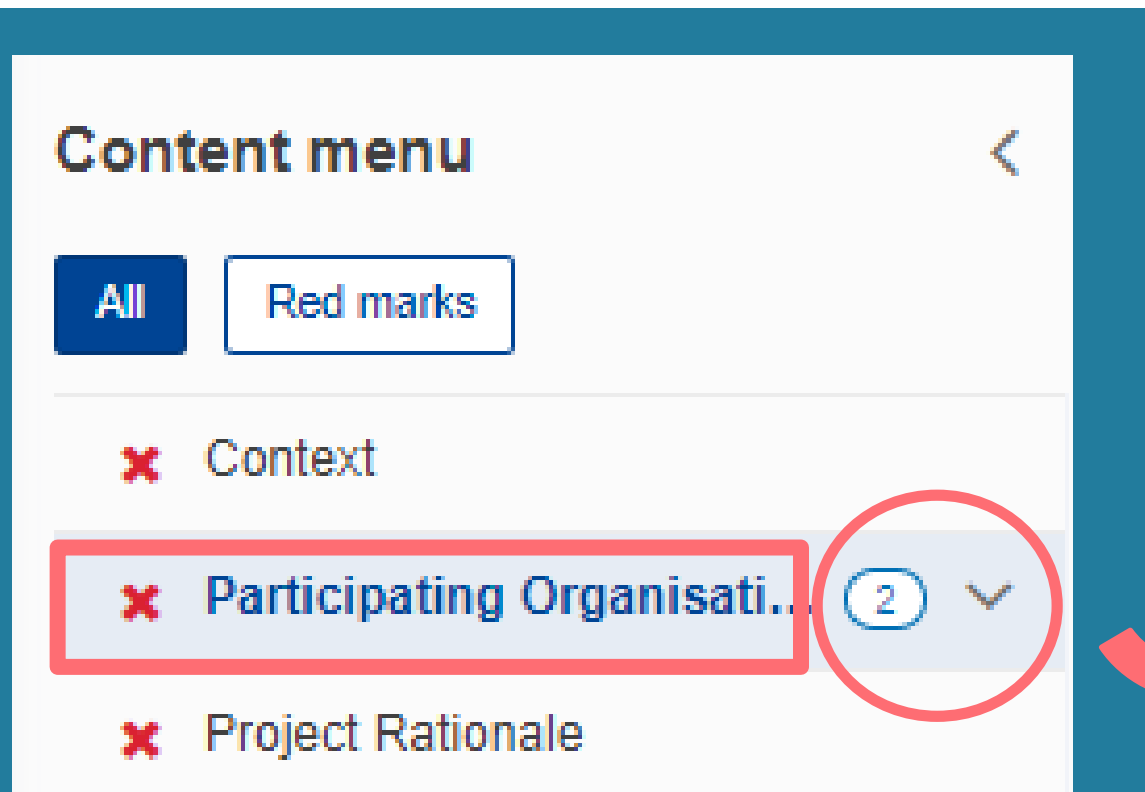 Content menu
All
Red marks
Context
Participating Organisati...
2
Project Rationale